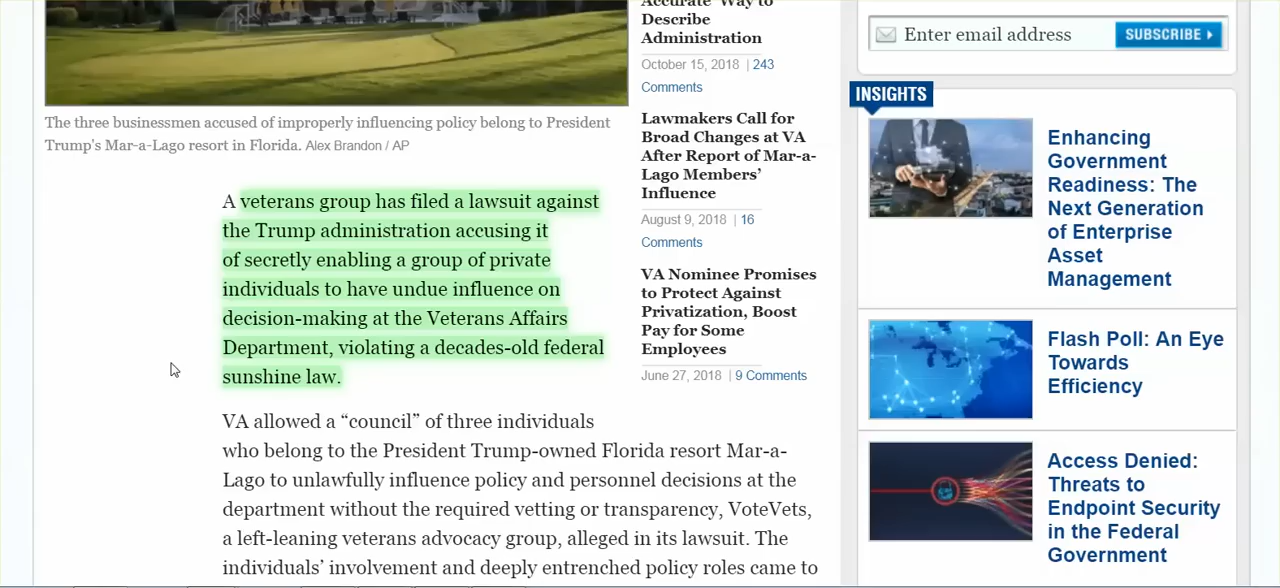 Accurate' Way to
Describe
Administration
October 15, 2018 | 243
Comments
Lawmakers Call for
Broad Changes at VA
After Report of Mar-a-
Lago Members'
Influence
August 9, 2018 | 16
Comments
VA Nominee Promises
to Protect Against
Privatization, Boost
Pay for Some
Employees
June 27, 2018 | 9 Comments
The three businessmen accused of improperly influencing policy belong to President
Trump's Mar-a-Lago resort in Florida. Alex Brandon / AP
A veterans group has filed a lawsuit against
the Trump administration accusing it
of secretly enabling a group of private
individuals to have undue influence on
decision-making at the Veterans Affairs
Department, violating a decades-old federal
sunshine law.
VA allowed a “council” of three individuals
who belong to the President Trump-owned Florida resort Mar-a-
Lago to unlawfully influence policy and personnel decisions at the
department without the required vetting or transparency, VoteVets,
a left-leaning veterans advocacy group, alleged in its lawsuit. The
individuals’ involvement and deeply entrenched policy roles came to
Enter email address
SUBSCRIBE
INSIGHTS
Enhancing
Government
Readiness: The
Next Generation
of Enterprise
Asset
Management
Flash Poll: An Eye
Towards
Efficiency
Access Denied:
Threats to
Endpoint Security
in the Federal
Government